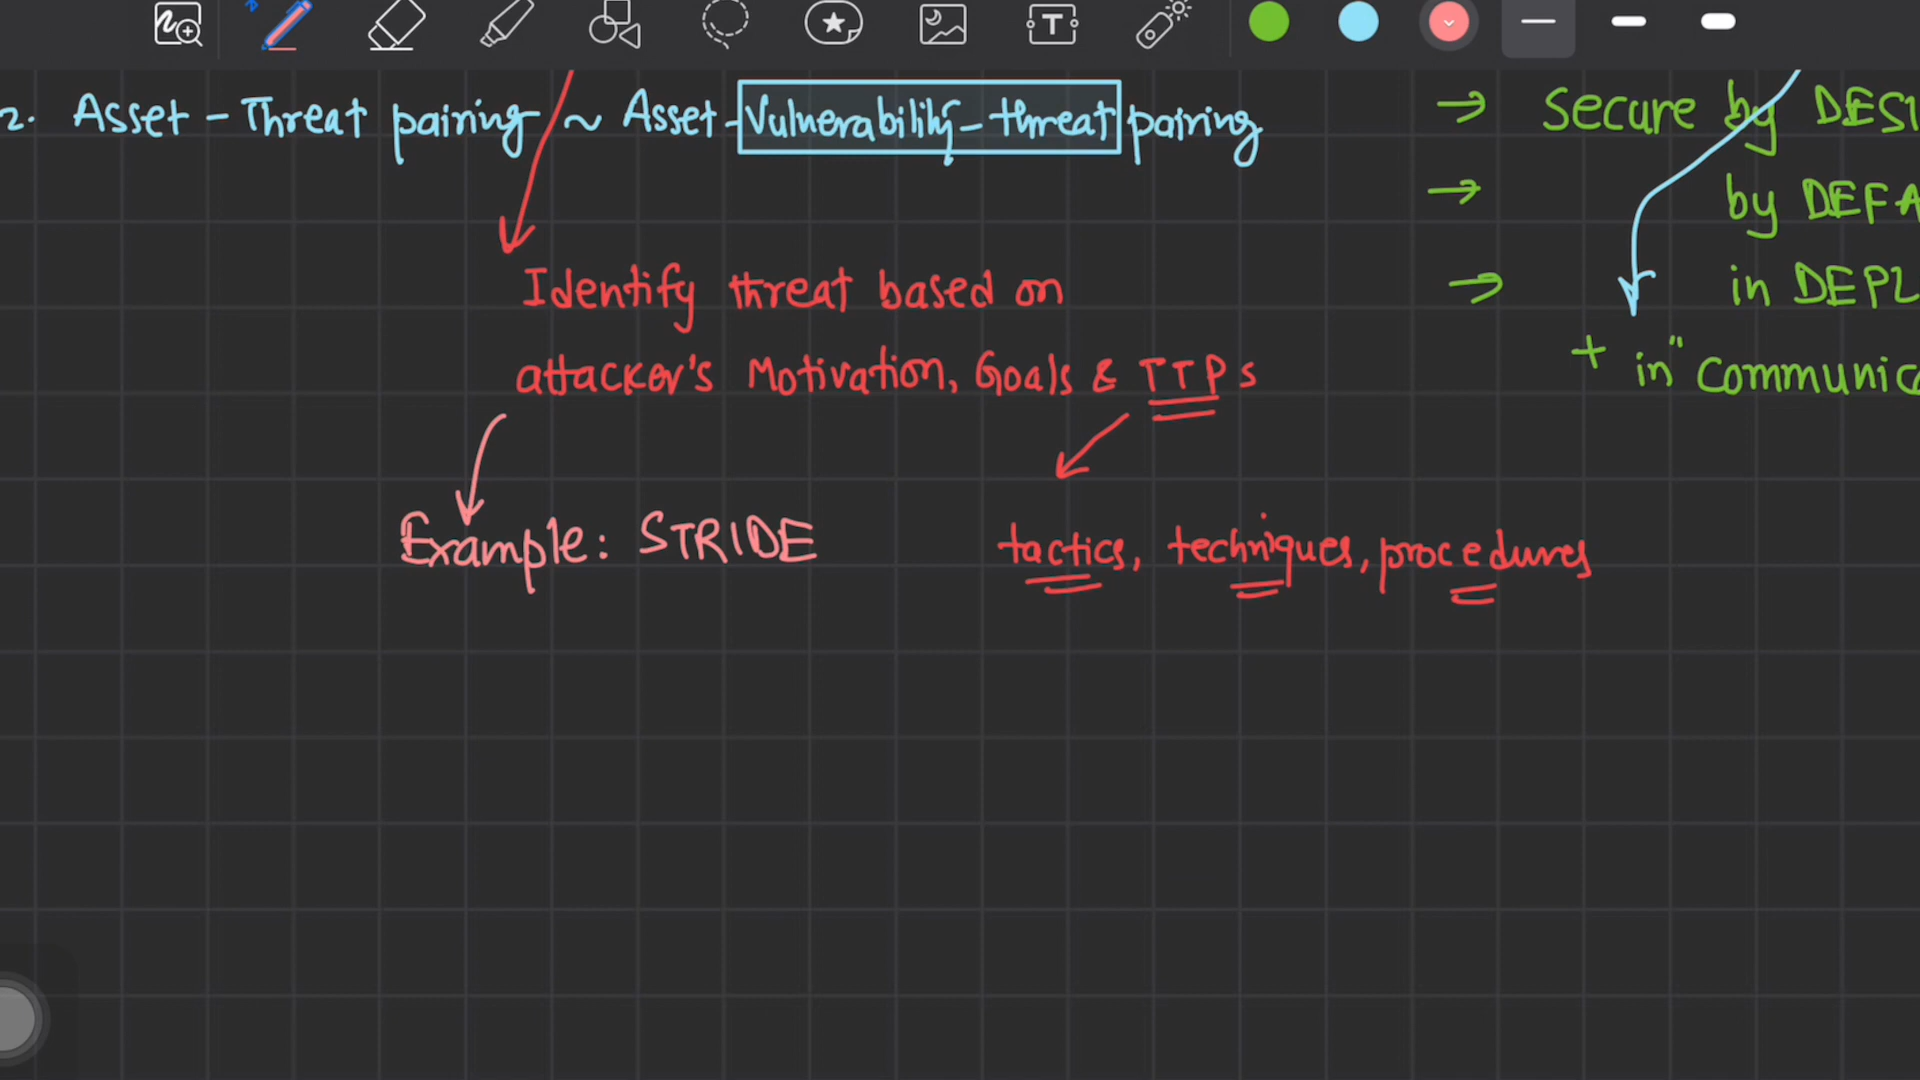 2. Asset - Threat pairing ~ Asset - Vulnerability - threat pairing
Identify threat based on
attacker's Motivation, Goals & TTPs
Example: STRIDE
tactics, techniques, procedures
→ Secure by DESI
→ by DEFA
→ in DEPL
+ in" Communica